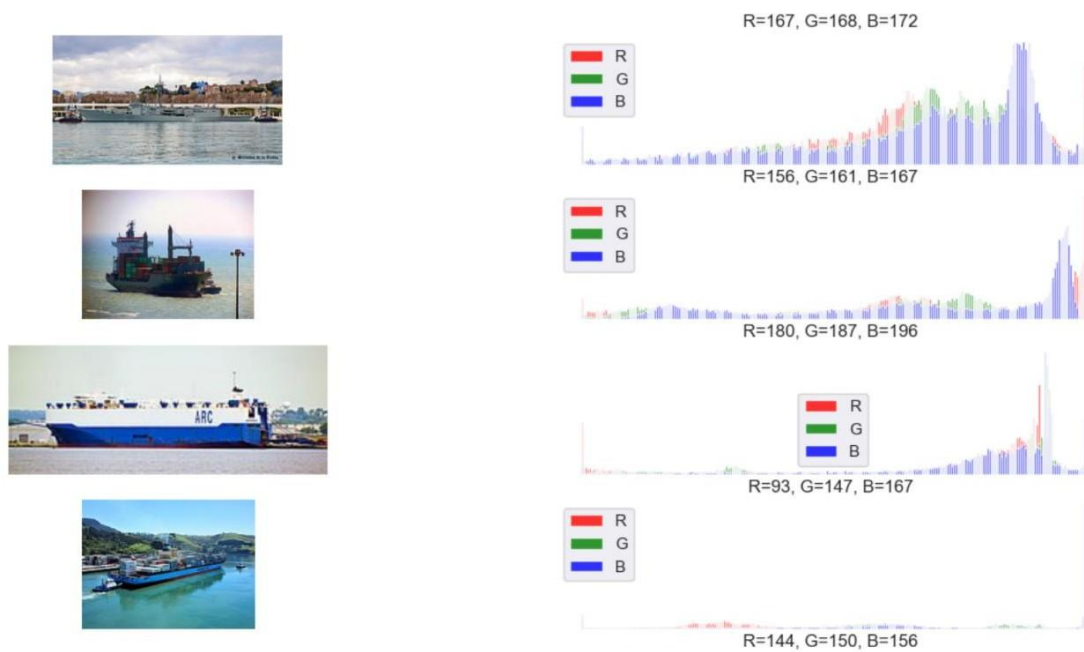 R=167, G=168, B=172
R
G
B
R=156, G=161, B=167
R
G
B
R=180, G=187, B=196
ARC
R
G
B
R=93, G=147, B=167
R
G
B
R=144, G=150, B=156